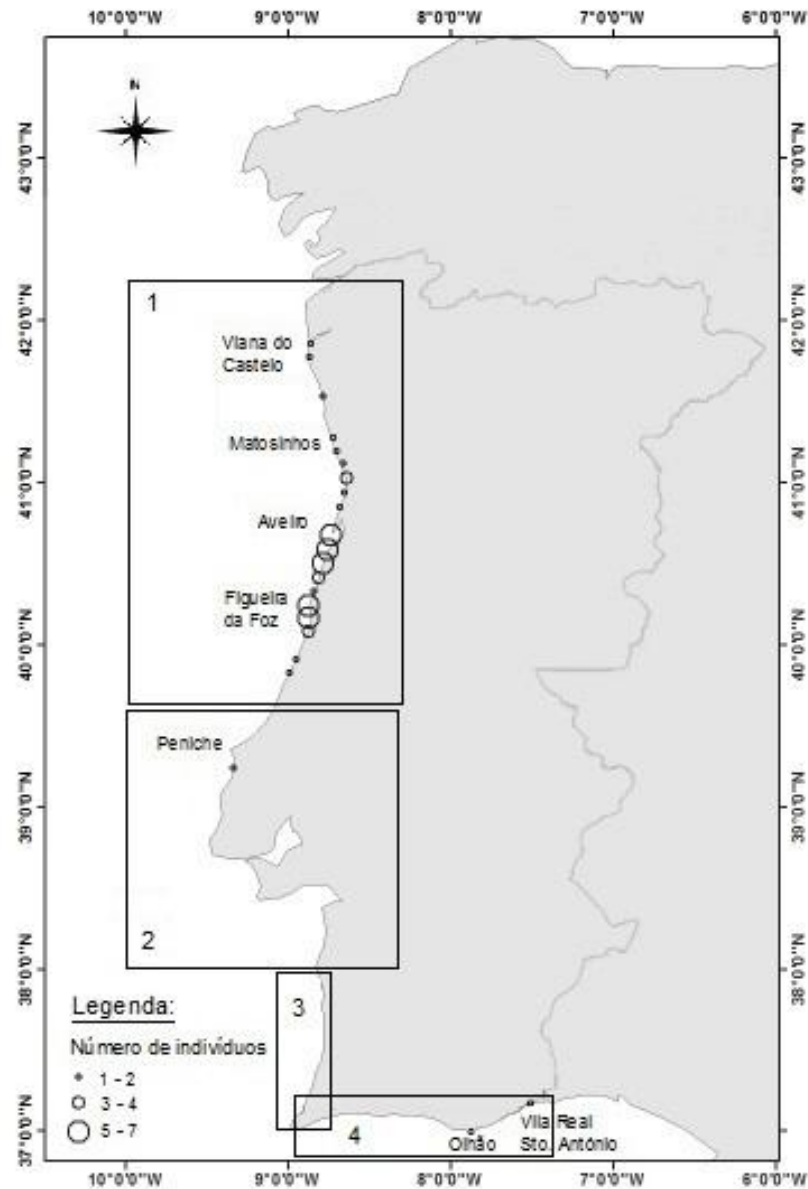 10°0'0"W 9°0'0"W 8°0'0"W 7°0'0"W 6°0'0"W
N
43°0'0"N 43°0'0"N
42°0'0"N 42°0'0"N
41°0'0"N 41°0'0"N
40°0'0"N 40°0'0"N
39°0'0"N 39°0'0"N
38°0'0"N 38°0'0"N
37°0'0"N 37°0'0"N
1
Viana do
Castelo
Matosinhos
Aveiro
Figueira
da Foz
Peniche
2
3
Legenda:
Número de indivíduos
1 - 2
3 - 4
5 - 7
4
Olhão
Vila Real
Sto. António
10°0'0"W 9°0'0"W 8°0'0"W 7°0'0"W 6°0'0"W